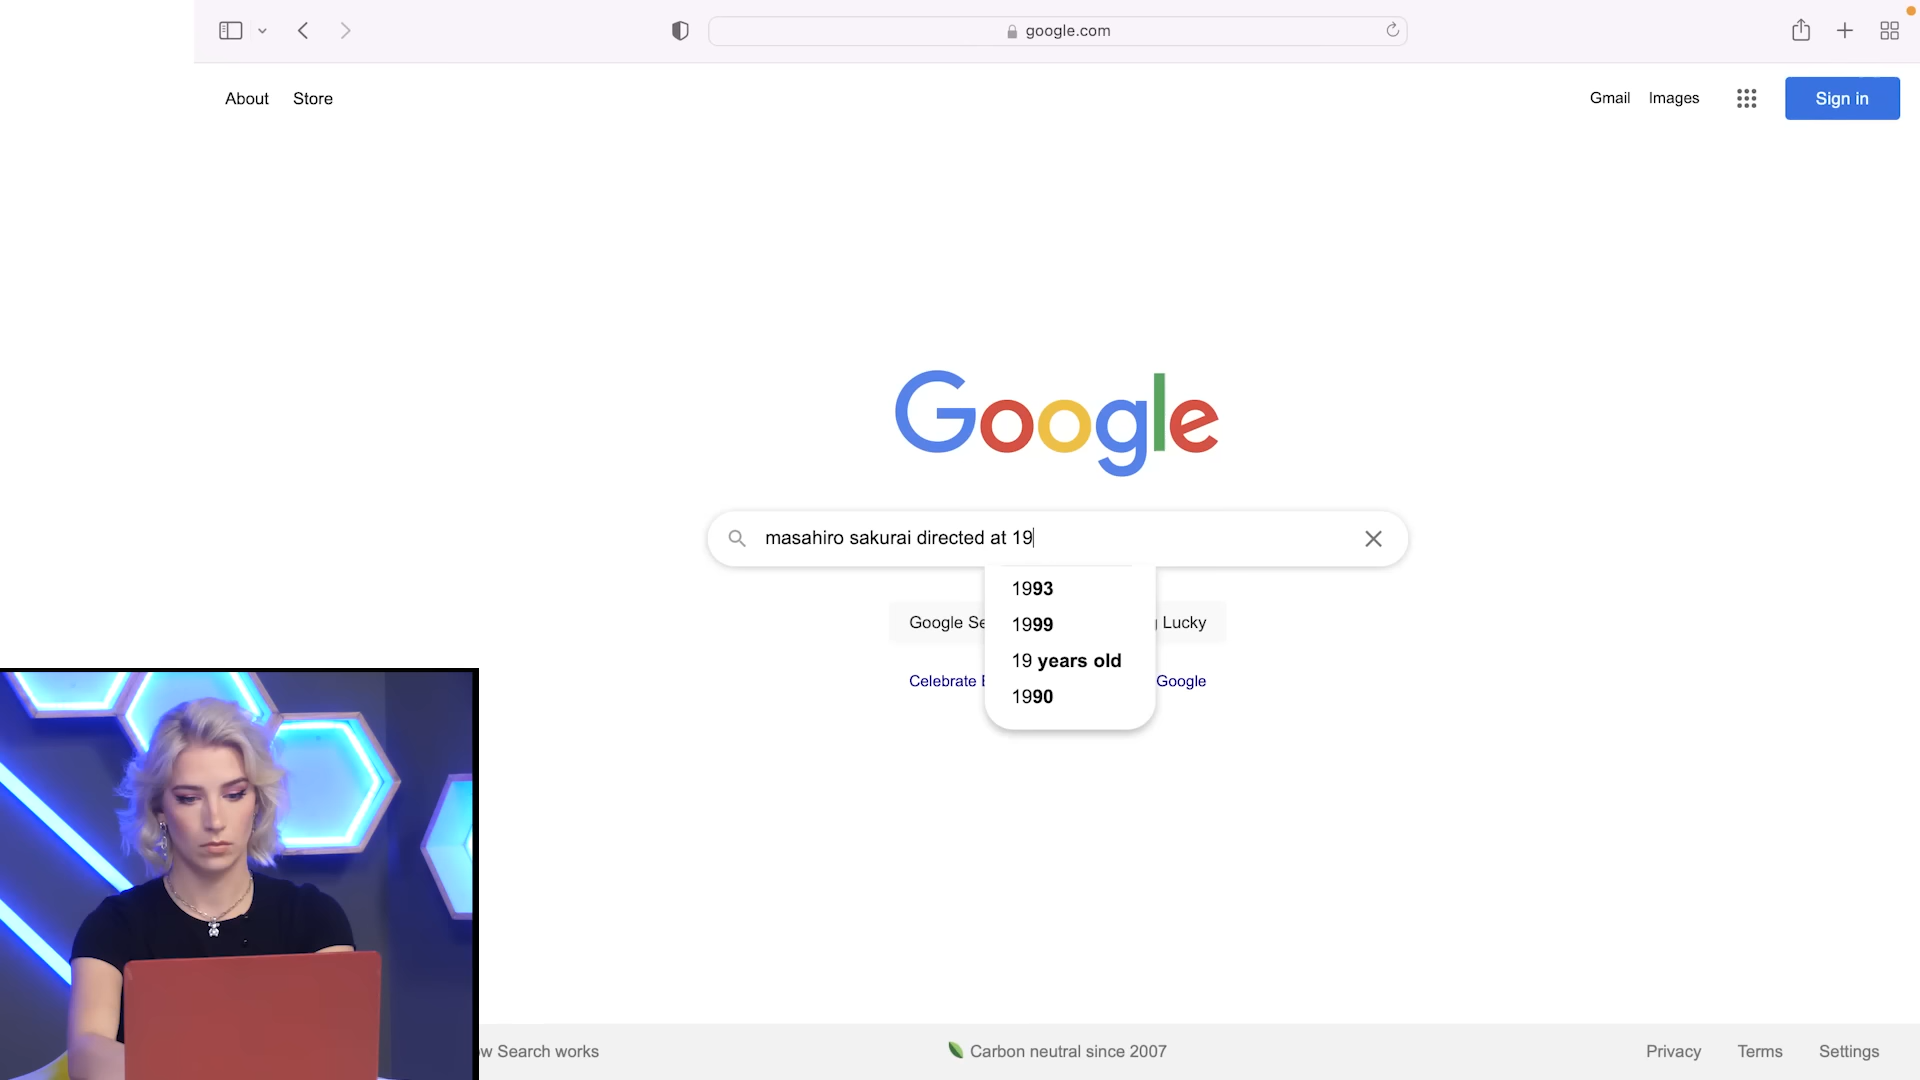 google.com
About Store
Gmail Images Sign in
Google
masahiro sakurai directed at 19
1993
1999
19 years old
1990
Google Se
Lucky
Celebrate
Google
ow Search works
Carbon neutral since 2007
Privacy Terms Settings